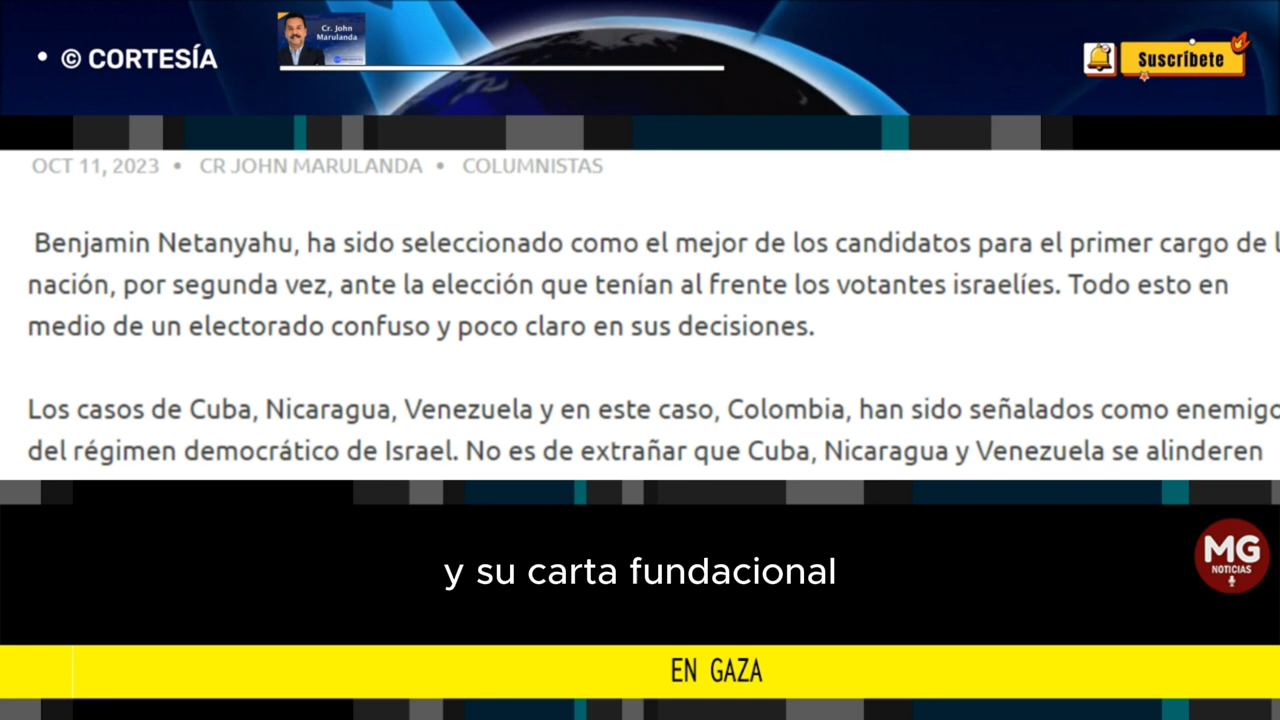 • © CORTESÍA
Cr. John
Marulanda
Suscríbete
OCT 11, 2023 • CR JOHN MARULANDA • COLUMNISTAS
Benjamin Netanyahu, ha sido seleccionado como el mejor de los candidatos para el primer cargo de
nación, por segunda vez, ante la elección que tenían al frente los votantes israelíes. Todo esto en
medio de un electorado confuso y poco claro en sus decisiones.
Los casos de Cuba, Nicaragua, Venezuela y en este caso, Colombia, han sido señalados como enemigo
del régimen democrático de Israel. No es de extrañar que Cuba, Nicaragua y Venezuela se alinderen
y su carta fundacional
MG
NOTICIAS
EN GAZA